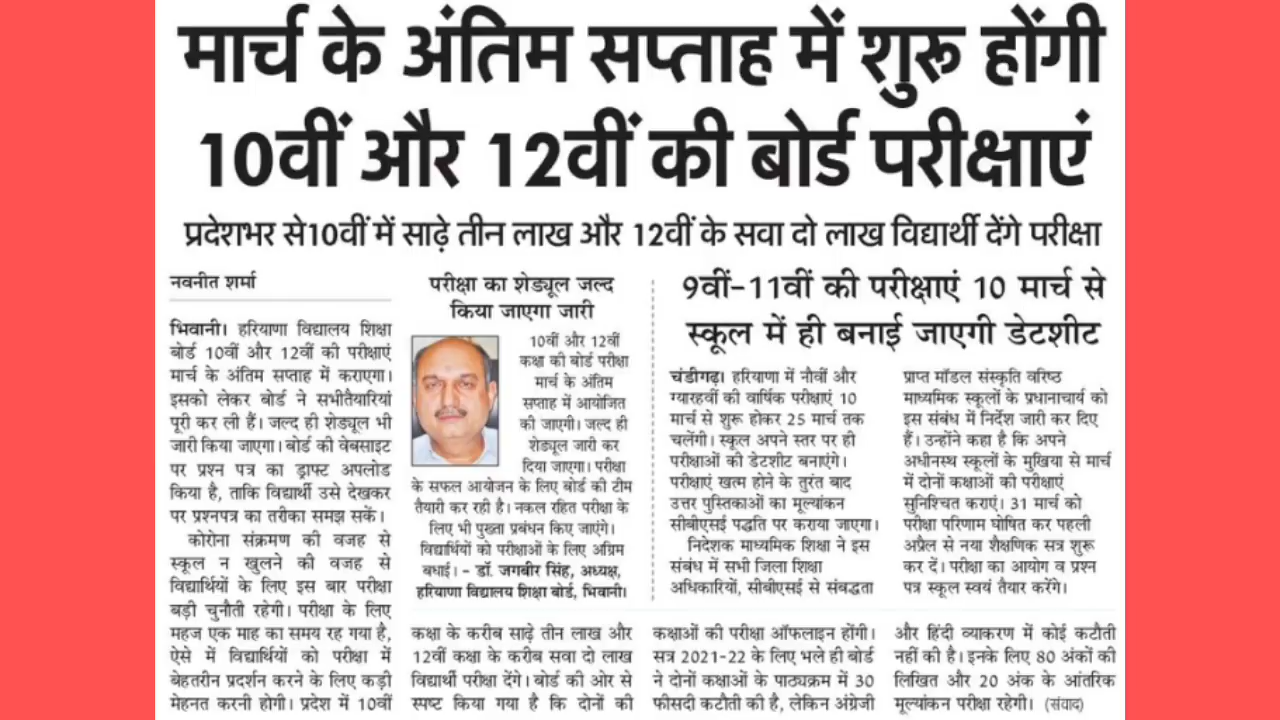 मार्च के अंतिम सप्ताह में शुरू होंगी
10वीं और 12वीं की बोर्ड परीक्षाएं
प्रदेशभर से10वीं में साढ़े तीन लाख और 12वीं के सवा दो लाख विद्यार्थी देंगे परीक्षा
नवनीत शर्मा
भिवानी। हरियाणा विद्यालय शिक्षा
बोर्ड 10वीं और 12वीं की परीक्षाएं
मार्च के अंतिम सप्ताह में कराएगा।
इसको लेकर बोर्ड ने सभीतैयारियां
पूरी कर ली हैं। जल्द ही शेड्यूल भी
जारी किया जाएगा। बोर्ड की वेबसाइट
पर प्रश्न पत्र का ड्राफ्ट अपलोड
किया है, ताकि विद्यार्थी उसे देखकर
पर प्रश्नपत्र का तरीका समझ सकें।
कोरोना संक्रमण की वजह से
स्कूल न खुलने की वजह से
विद्यार्थियों के लिए इस बार परीक्षा
बड़ी चुनौती रहेगी। परीक्षा के लिए
महज एक माह का समय रह गया है,
ऐसे में विद्यार्थियों को परीक्षा में
बेहतरीन प्रदर्शन करने के लिए कड़ी
मेहनत करनी होगी। प्रदेश में 10वीं
परीक्षा का शेड्यूल जल्द
किया जाएगा जारी
10वीं और 12वीं
कक्षा की बोर्ड परीक्षा
मार्च के अंतिम
सप्ताह में आयोजित
की जाएगी। जल्द ही
शेड्यूल जारी कर
दिया जाएगा। परीक्षा
के सफल आयोजन के लिए बोर्ड की टीम
तैयारी कर रही है। नकल रहित परीक्षा के
लिए भी पुख्ता प्रबंधन किए जाएंगे।
विद्यार्थियों को परीक्षाओं के लिए अग्रिम
बधाई। - डॉ. जगबीर सिंह, अध्यक्ष,
हरियाणा विद्यालय शिक्षा बोर्ड, भिवानी।
कक्षा के करीब साढ़े तीन लाख और
12वीं कक्षा के करीब सवा दो लाख
विद्यार्थी परीक्षा देंगे। बोर्ड की ओर से
स्पष्ट किया गया है कि दोनों की
कक्षाओं की परीक्षा ऑफलाइन होंगी।
सत्र 2021-22 के लिए भले ही बोर्ड
ने दोनों कक्षाओं के पाठ्यक्रम में 30
फीसदी कटौती की है, लेकिन अंग्रेजी
और हिंदी व्याकरण में कोई कटौती
नहीं की है। इनके लिए 80 अंकों की
लिखित और 20 अंक के आंतरिक
मूल्यांकन परीक्षा रहेगी। (संवाद)
9वीं-11वीं की परीक्षाएं 10 मार्च से
स्कूल में ही बनाई जाएगी डेटशीट
चंडीगढ़। हरियाणा में नौवीं और
ग्यारहवीं की वार्षिक परीक्षाएं 10
मार्च से शुरू होकर 25 मार्च तक
चलेंगी। स्कूल अपने स्तर पर ही
परीक्षाओं की डेटशीट बनाएंगे।
परीक्षाएं खत्म होने के तुरंत बाद
उत्तर पुस्तिकाओं का मूल्यांकन
सीबीएसई पद्धति पर कराया जाएगा।
निदेशक माध्यमिक शिक्षा ने इस
संबंध में सभी जिला शिक्षा
अधिकारियों, सीबीएसई से संबद्धता
प्राप्त मॉडल संस्कृति वरिष्ठ
माध्यमिक स्कूलों के प्रधानाचार्य को
इस संबंध में निर्देश जारी कर दिए
हैं। उन्होंने कहा है कि अपने
अधीनस्थ स्कूलों के मुखिया से मार्च
में दोनों कक्षाओं की परीक्षाएं
सुनिश्चित कराएं। 31 मार्च को
परीक्षा परिणाम घोषित कर पहली
अप्रैल से नया शैक्षणिक सत्र शुरू
कर दें। परीक्षा का आयोग व प्रश्न
पत्र स्कूल स्वयं तैयार करेंगे।